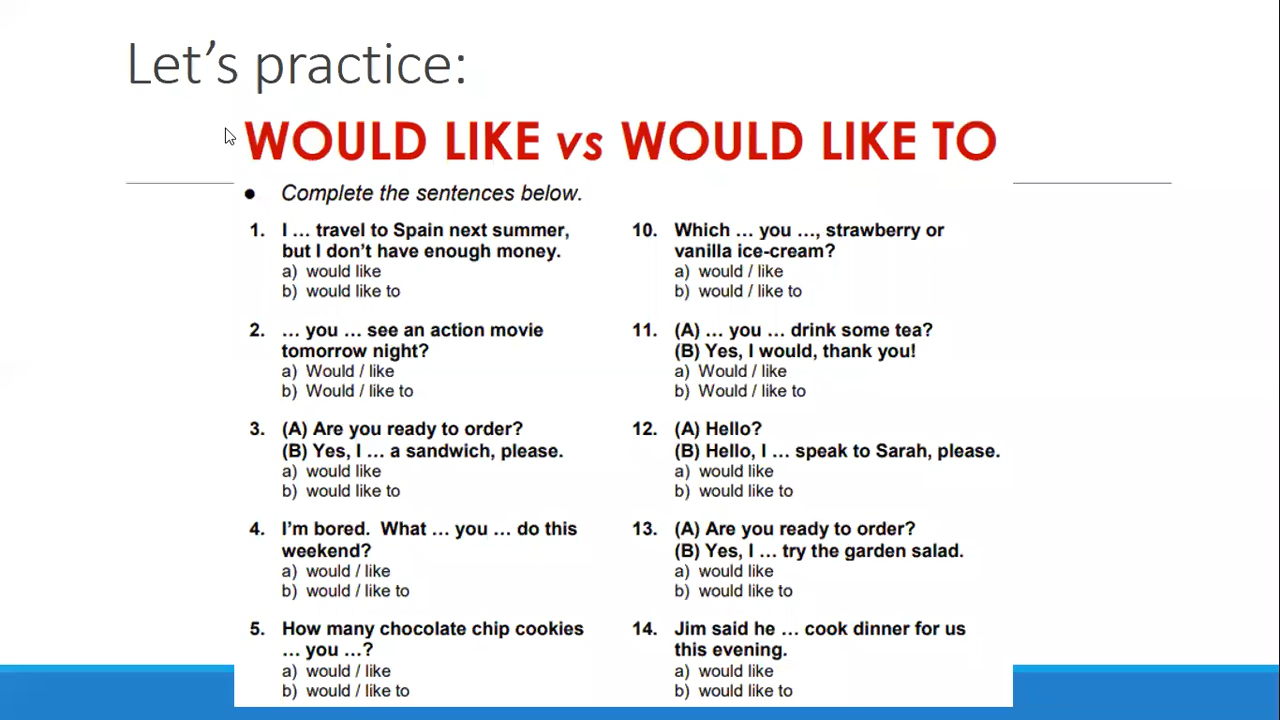 Let's practice:
WOULD LIKE vs WOULD LIKE TO
● Complete the sentences below.
1. I … travel to Spain next summer,
but I don't have enough money.
a) would like
b) would like to
2. … you … see an action movie
tomorrow night?
a) Would / like
b) Would / like to
3. (A) Are you ready to order?
(B) Yes, I … a sandwich, please.
a) would like
b) would like to
4. I'm bored. What … you … do this
weekend?
a) would / like
b) would / like to
5. How many chocolate chip cookies
… you …?
a) would / like
b) would / like to
10. Which … you …, strawberry or
vanilla ice-cream?
a) would / like
b) would / like to
11. (A) … you … drink some tea?
(B) Yes, I would, thank you!
a) Would / like
b) Would / like to
12. (A) Hello?
(B) Hello, I … speak to Sarah, please.
a) would like
b) would like to
13. (A) Are you ready to order?
(B) Yes, I … try the garden salad.
a) would like
b) would like to
14. Jim said he … cook dinner for us
this evening.
a) would like
b) would like to